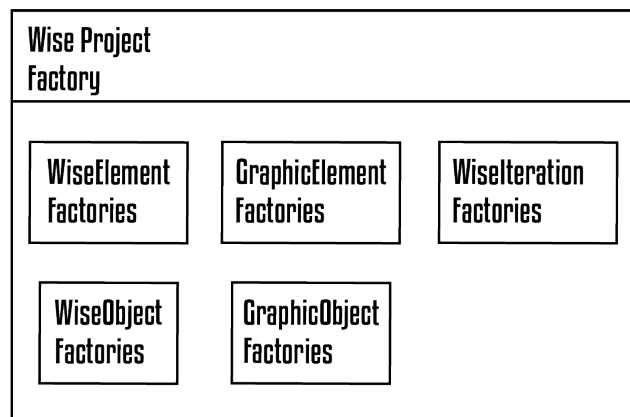 Wise Project
Factory
WiseElement
Factories
GraphicElement
Factories
WiseIteration
Factories
WiseObject
Factories
GraphicObject
Factories